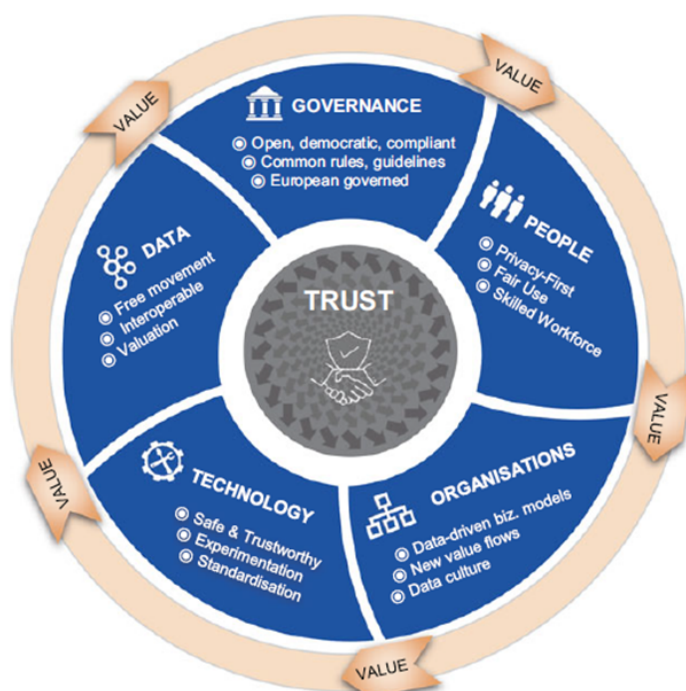 VALUE
VALUE
GOVERNANCE
Open, democratic, compliant
Common rules, guidelines
European governed
PEOPLE
Privacy-First
Fair Use
Skilled Workforce
VALUE
ORGANISATIONS
Data-driven biz. models
New value flows
Data culture
VALUE
TECHNOLOGY
Safe & Trustworthy
Experimentation
Standardisation
VALUE
DATA
Free movement
Interoperable
Valuation
TRUST